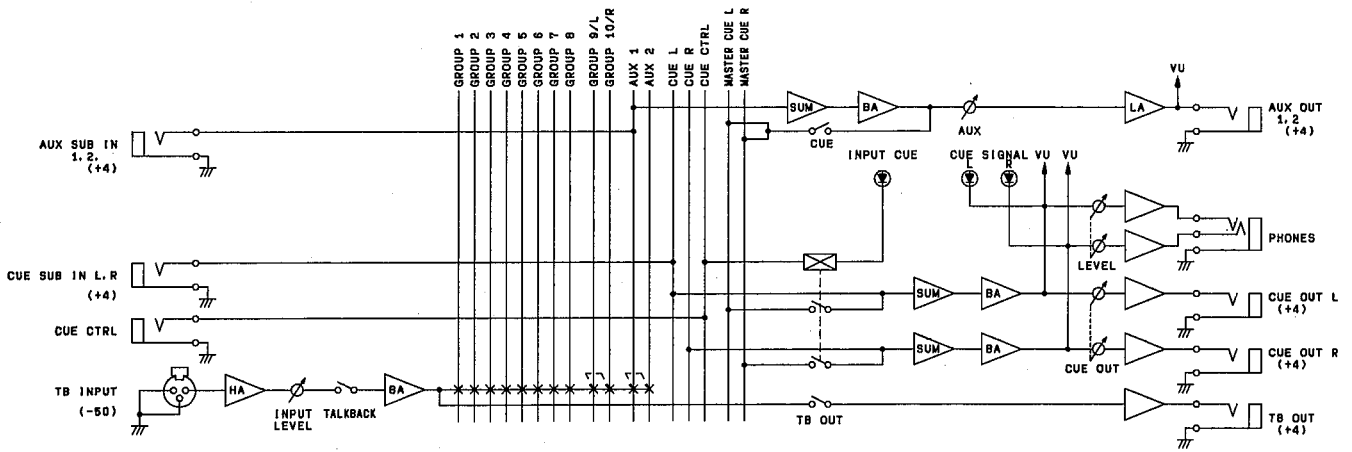 GROUP 1
GROUP 2
GROUP 3
GROUP 4
GROUP 5
GROUP 6
GROUP 7
GROUP 8
GROUP 9/L
GROUP 10/R
AUX 1
AUX 2
CUE L
CUE R
CUE CTRL
MASTER CUE L
MASTER CUE R
VU
SUM
BA
AUX
LA
AUX OUT
1, 2
(+4)
AUX SUB IN
1, 2.
(+4)
CUE
INPUT CUE
CUE SIGNAL
L
R
VU
VU
PHONES
LEVEL
CUE SUB IN L, R
(+4)
SUM
BA
CUE OUT L
(+4)
CUE CTRL
SUM
BA
CUE OUT
CUE OUT R
(+4)
TB INPUT
(-50)
HA
INPUT
LEVEL
TALKBACK
BA
TB OUT
TB OUT
(+4)